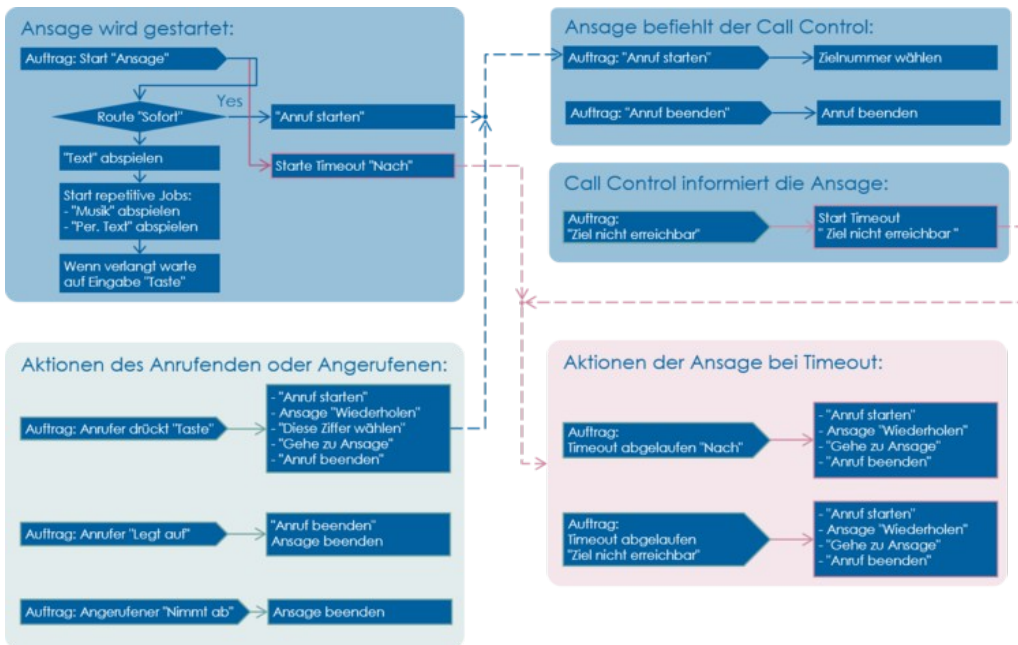 Ansage wird gestartet:
Auftrag: Start "Ansage"
Route "Sofort"
Yes
"Anruf starten"
"Text" abspielen
Starte Timeout "Nach"
Start repetitive Jobs:
- "Musik" abspielen
- "Per. Text" abspielen
Wenn verlangt warte
auf Eingabe "Taste"
Ansage befiehlt der Call Control:
Auftrag: "Anruf starten"
Zielnummer wählen
Auftrag: "Anruf beenden"
Anruf beenden
Call Control informiert die Ansage:
Auftrag:
"Ziel nicht erreichbar"
Start Timeout
" Ziel nicht erreichbar "
Aktionen des Anrufenden oder Angerufenen:
Auftrag: Anrufer drückt "Taste"
- "Anruf starten"
- Ansage "Wiederholen"
- "Diese Ziffer wählen"
- "Gehe zu Ansage"
- "Anruf beenden"
Auftrag: Anrufer "Legt auf"
"Anruf beenden"
Ansage beenden
Auftrag: Angerufener "Nimmt ab"
Ansage beenden
Aktionen der Ansage bei Timeout:
Auftrag:
Timeout abgelaufen "Nach"
- "Anruf starten"
- Ansage "Wiederholen"
- "Gehe zu Ansage"
- "Anruf beenden"
Auftrag:
Timeout abgelaufen
"Ziel nicht erreichbar"
- "Anruf starten"
- Ansage "Wiederholen"
- "Gehe zu Ansage"
- "Anruf beenden"